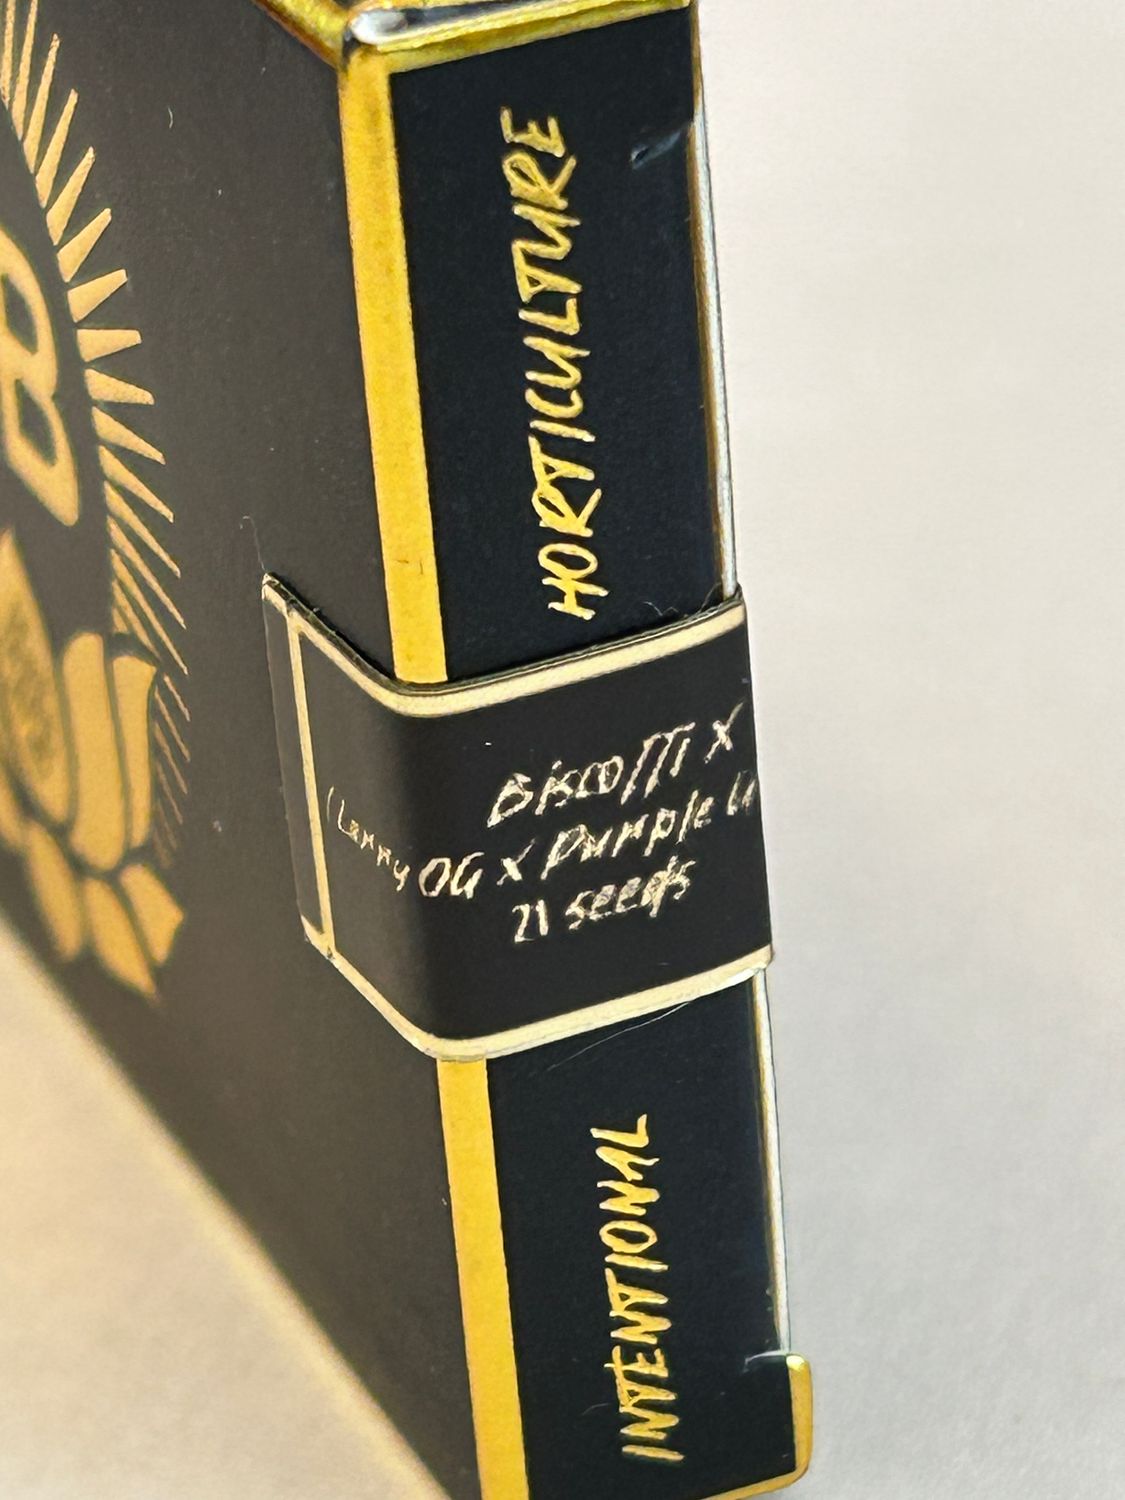 HORTICULTURE
BISCOTTI X
(Larry OG X Purple U
21 seeds
INTENTIONAL